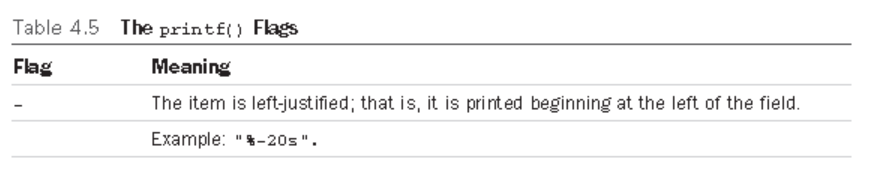 Table 4.5 The printf() Flags
Flag Meaning
- The item is left-justified; that is, it is printed beginning at the left of the field.
Example: "%-20s".